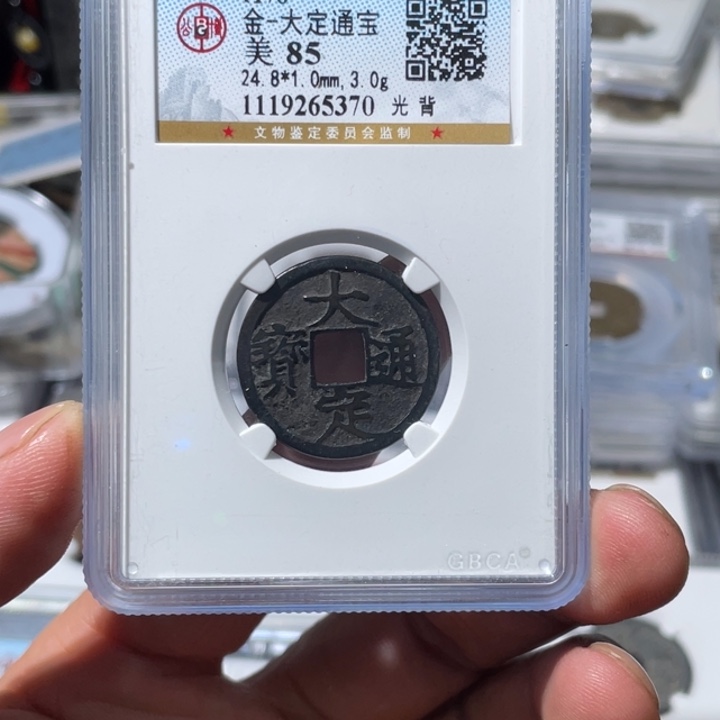 金-大定通宝
美 85
24.8*1.0mm, 3.0g
1119265370 光 背
★ 文物鉴定委员会监制 ★
大定通寳
GBCA